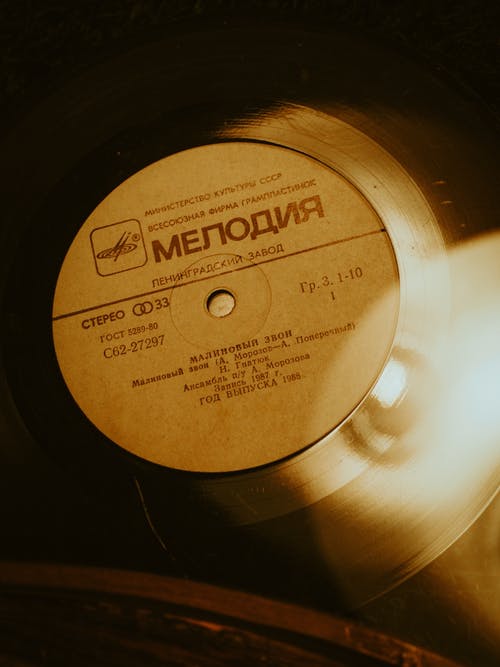 МИНИСТЕРСТВО КУЛЬТУРЫ СССР
ВСЕСОЮЗНАЯ ФИРМА ГРАМПЛАСТИНОК
®
МЕЛОДИЯ
ЛЕНИНГРАДСКИЙ ЗАВОД
СТЕРЕО 33
Гр. 3. 1-10
ГОСТ 5289-80
1
С62-27297
МАЛИНОВЫЙ ЗВОН
Малиновый звон (А. Морозов—А. Поперечный)
Н. Гнатюк
Ансамбль п/у А. Морозова
Запись 1987 г.
ГОД ВЫПУСКА 1988.